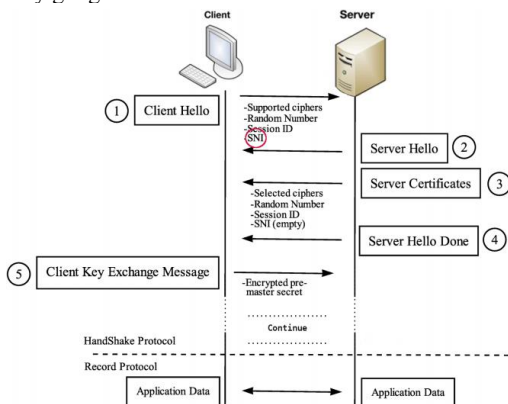 Client
Server
1
Client Hello
-Supported ciphers
-Random Number
-Session ID
-SNI
Server Hello
2
Server Certificates
3
-Selected ciphers
-Random Number
-Session ID
-SNI (empty)
Server Hello Done
4
5
Client Key Exchange Message
-Encrypted pre-
master secret
Continue
HandShake Protocol
Record Protocol
Application Data
Application Data